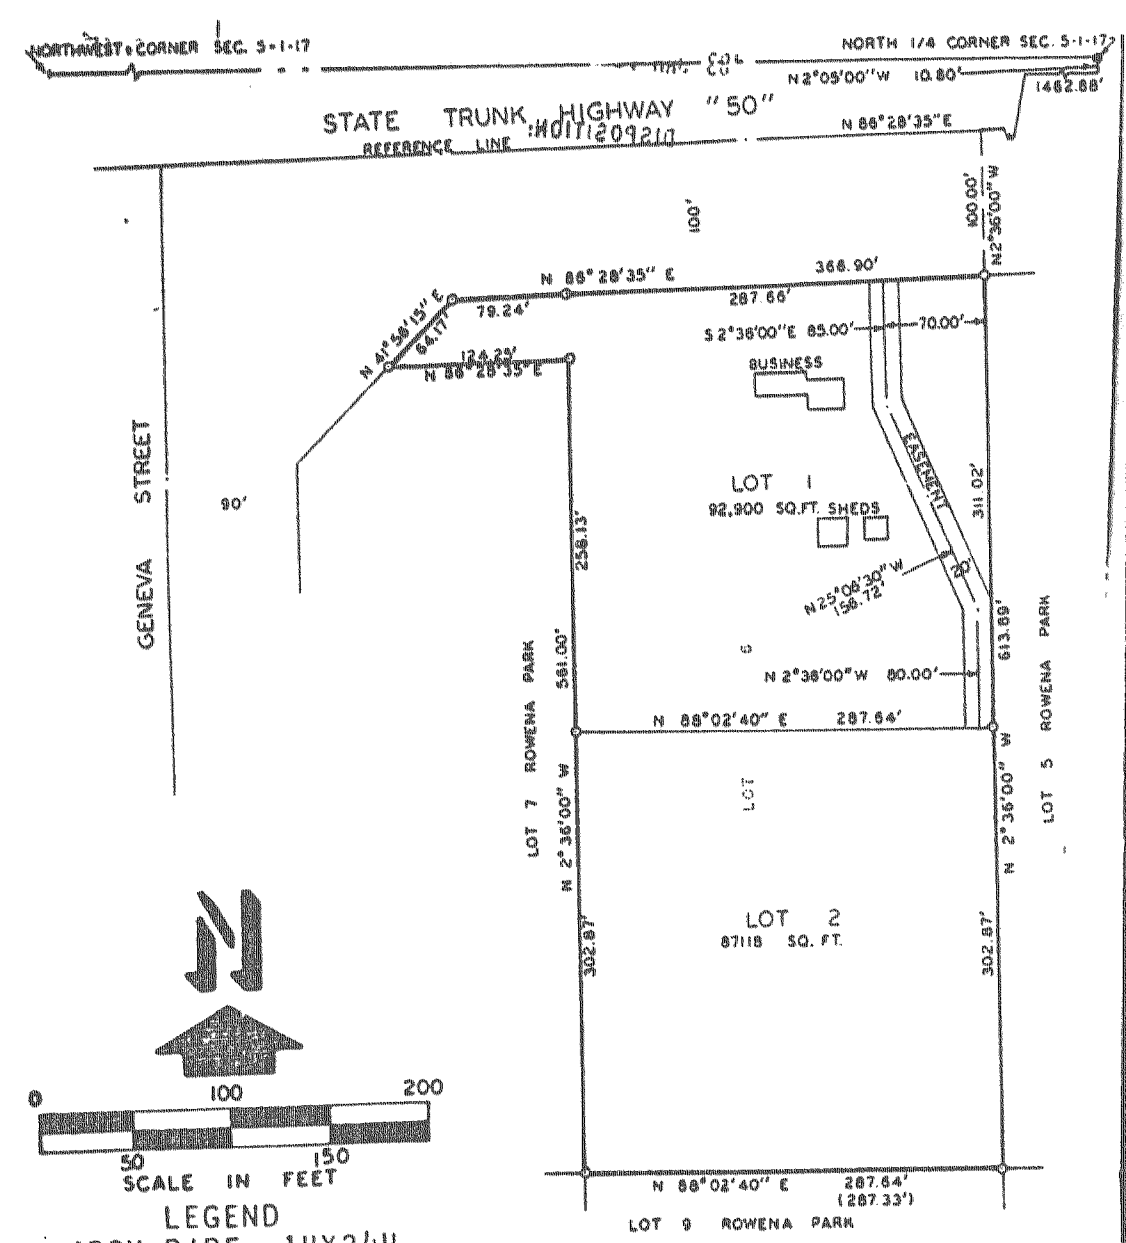 NORTHWEST CORNER SEC. 5-1-17
NORTH 1/4 CORNER SEC. 5-1-17
N 2°05'00" W 10.80'
1462.88'
STATE TRUNK HIGHWAY "50"
N 86°28'35" E
REFERENCE LINE
100.00'
N 2°36'00" W
100'
366.90'
N 86°28'35" E
287.66'
79.24'
N 41°58'15" E
64.17'
S 2°36'00" E 85.00'
70.00'
124.25'
N 86°28'35" E
BUSINESS
GENEVA STREET
90'
EASEMENT
LOT 1
92,900 SQ.FT.
SHEDS
311.02'
258.13'
N 25°08'30" W
156.72'
20'
6
561.00'
613.89'
N 2°36'00" W 80.00'
LOT 7 ROWENA PARK
LOT 5 ROWENA PARK
N 88°02'40" E 287.64'
N 2°36'00" W
N 2°36'00" W
LOT
LOT 2
87118 SQ. FT.
302.87'
302.87'
N
0 100 200
50 150
SCALE IN FEET
N 88°02'40" E 287.64'
(287.33')
LEGEND
LOT 9 ROWENA PARK